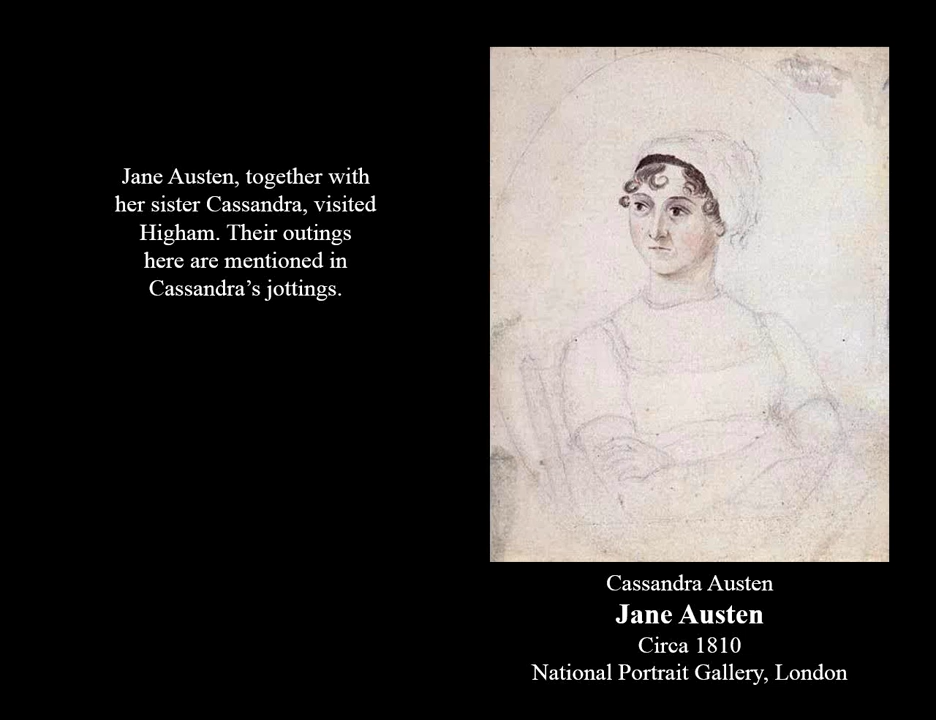 Jane Austen, together with
her sister Cassandra, visited
Higham. Their outings
here are mentioned in
Cassandra’s jottings.
Cassandra Austen
Jane Austen
Circa 1810
National Portrait Gallery, London